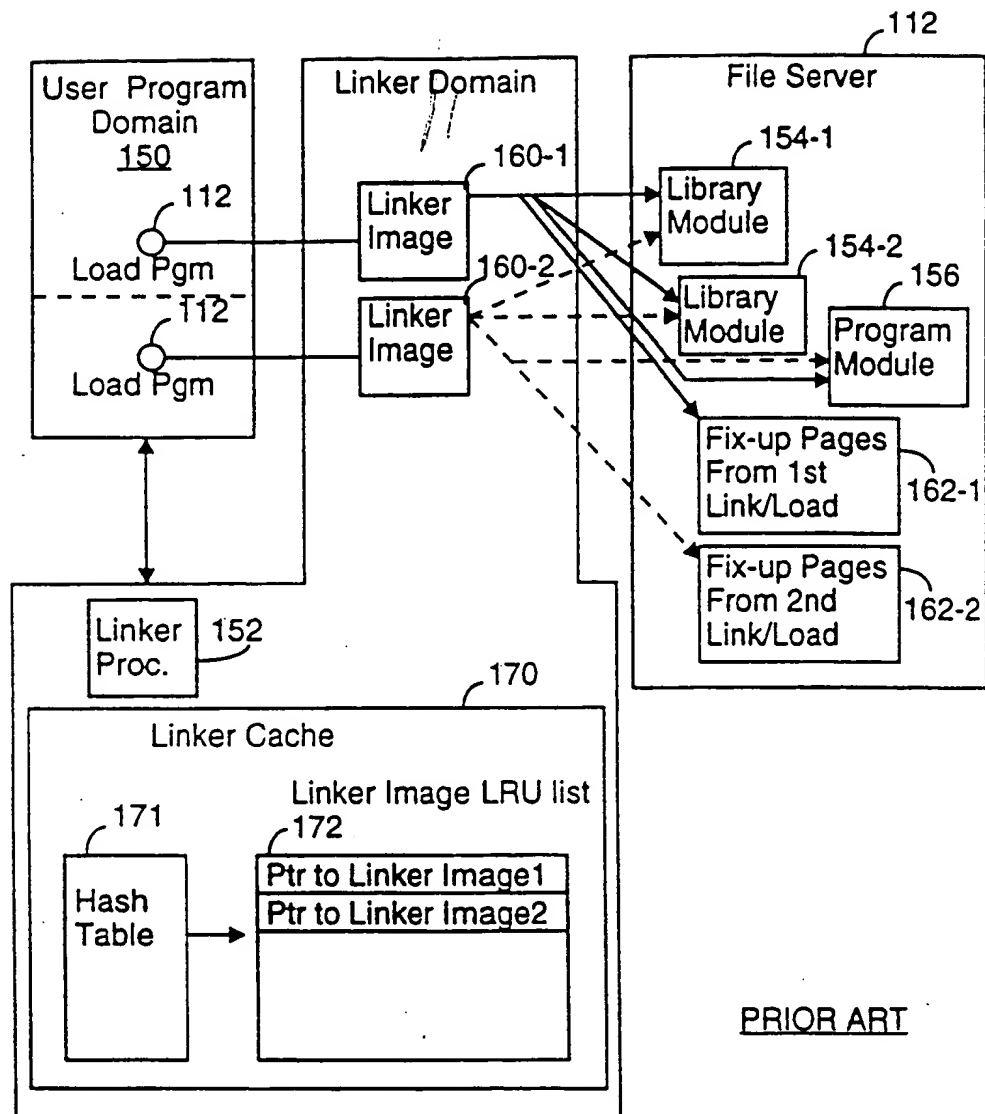 112
User Program
Domain
150
112
Load Pgm
112
Load Pgm
Linker Domain
160-1
Linker
Image
160-2
Linker
Image
File Server
154-1
Library
Module
154-2
Library
Module
156
Program
Module
Fix-up Pages
From 1st
Link/Load
162-1
Fix-up Pages
From 2nd
Link/Load
162-2
Linker
Proc.
152
170
Linker Cache
Linker Image LRU list
171
172
Hash
Table
Ptr to Linker Image1
Ptr to Linker Image2
PRIOR ART